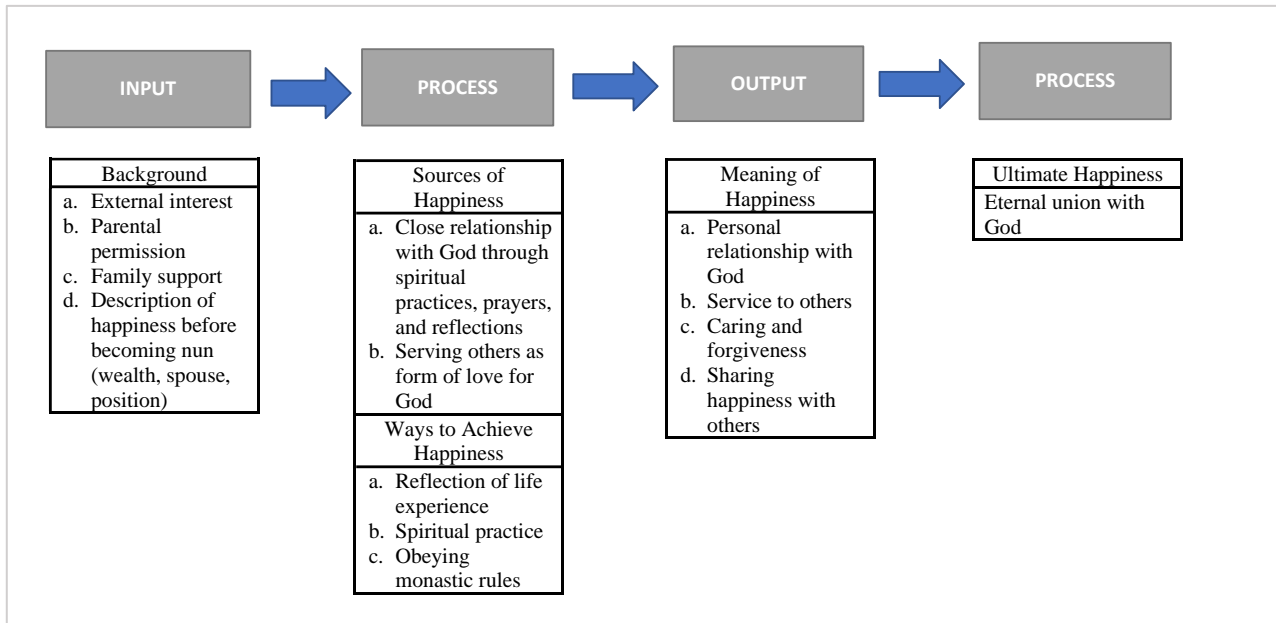 INPUT
PROCESS
OUTPUT
PROCESS
Background
a. External interest
b. Parental
permission
c. Family support
d. Description of
happiness before
becoming nun
(wealth, spouse,
position)
Sources of
Happiness
a. Close relationship
with God through
spiritual
practices, prayers,
and reflections
b. Serving others as
form of love for
God
Ways to Achieve
Happiness
a. Reflection of life
experience
b. Spiritual practice
c. Obeying
monastic rules
Meaning of
Happiness
a. Personal
relationship with
God
b. Service to others
c. Caring and
forgiveness
d. Sharing
happiness with
others
Ultimate Happiness
Eternal union with
God